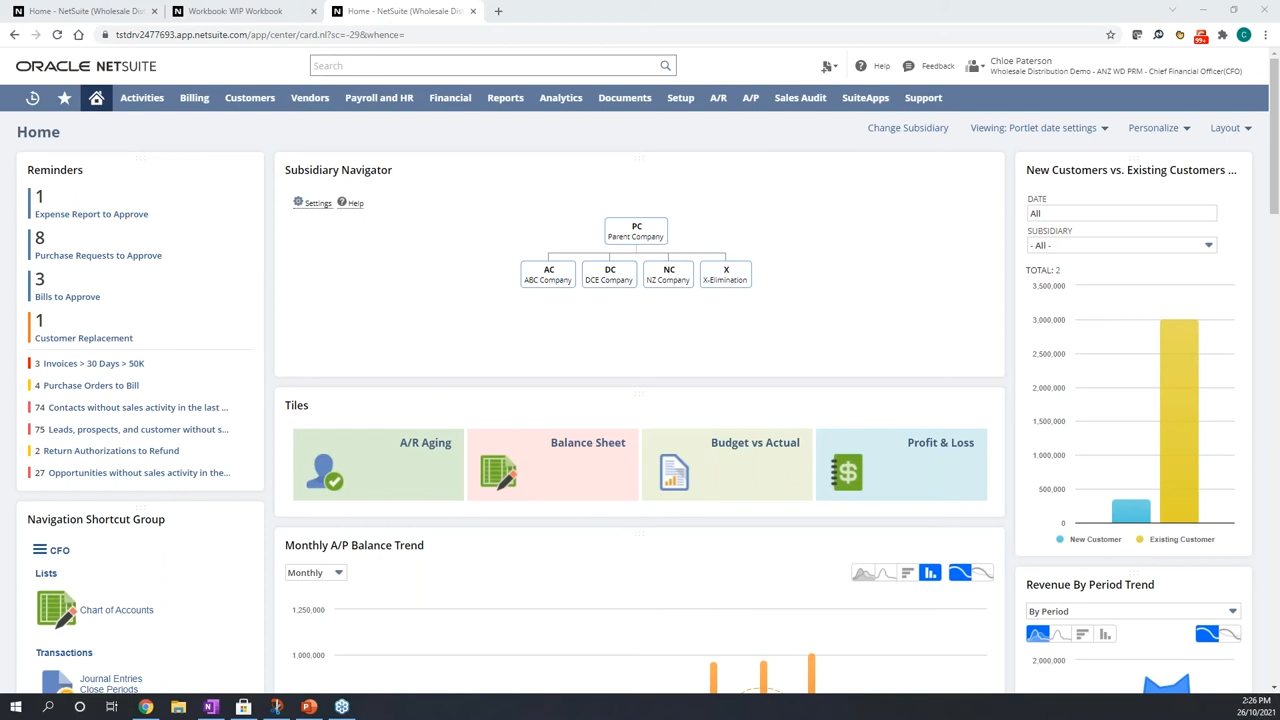 Home - NetSuite (Wholesale Dist
Workbook: WIP Workbook
Home - NetSuite (Wholesale Dist
tstdrv2477693.app.netsuite.com/app/center/card.nl?sc=-29&whence=
99+
C
ORACLE NETSUITE
Search
Help
Feedback
Chloe Paterson
Wholesale Distribution Demo - ANZ WD PRM - Chief Financial Officer(CFO)
Activities Billing Customers Vendors Payroll and HR Financial Reports Analytics Documents Setup A/R A/P Sales Audit SuiteApps Support
Home
Change Subsidiary
Viewing: Portlet date settings
Personalize
Layout
Reminders
1
Expense Report to Approve
8
Purchase Requests to Approve
3
Bills to Approve
1
Customer Replacement
3 Invoices > 30 Days > 50K
4 Purchase Orders to Bill
74 Contacts without sales activity in the last ...
75 Leads, prospects, and customer without s...
2 Return Authorizations to Refund
27 Opportunities without sales activity in the...
Navigation Shortcut Group
CFO
Lists
Chart of Accounts
Transactions
Journal Entries
Close Periods
Subsidiary Navigator
Settings
Help
PC
Parent Company
AC
ABC Company
DC
DCE Company
NC
NZ Company
X
X-Elimination
Tiles
A/R Aging
Balance Sheet
Budget vs Actual
Profit & Loss
Monthly A/P Balance Trend
Monthly
1,250,000
1,000,000
New Customers vs. Existing Customers ...
DATE
All
SUBSIDIARY
- All -
TOTAL: 2
3,500,000
3,000,000
2,500,000
2,000,000
1,500,000
1,000,000
500,000
0
New Customer
Existing Customer
Revenue By Period Trend
By Period
2,000,000
2:26 PM
26/10/2021